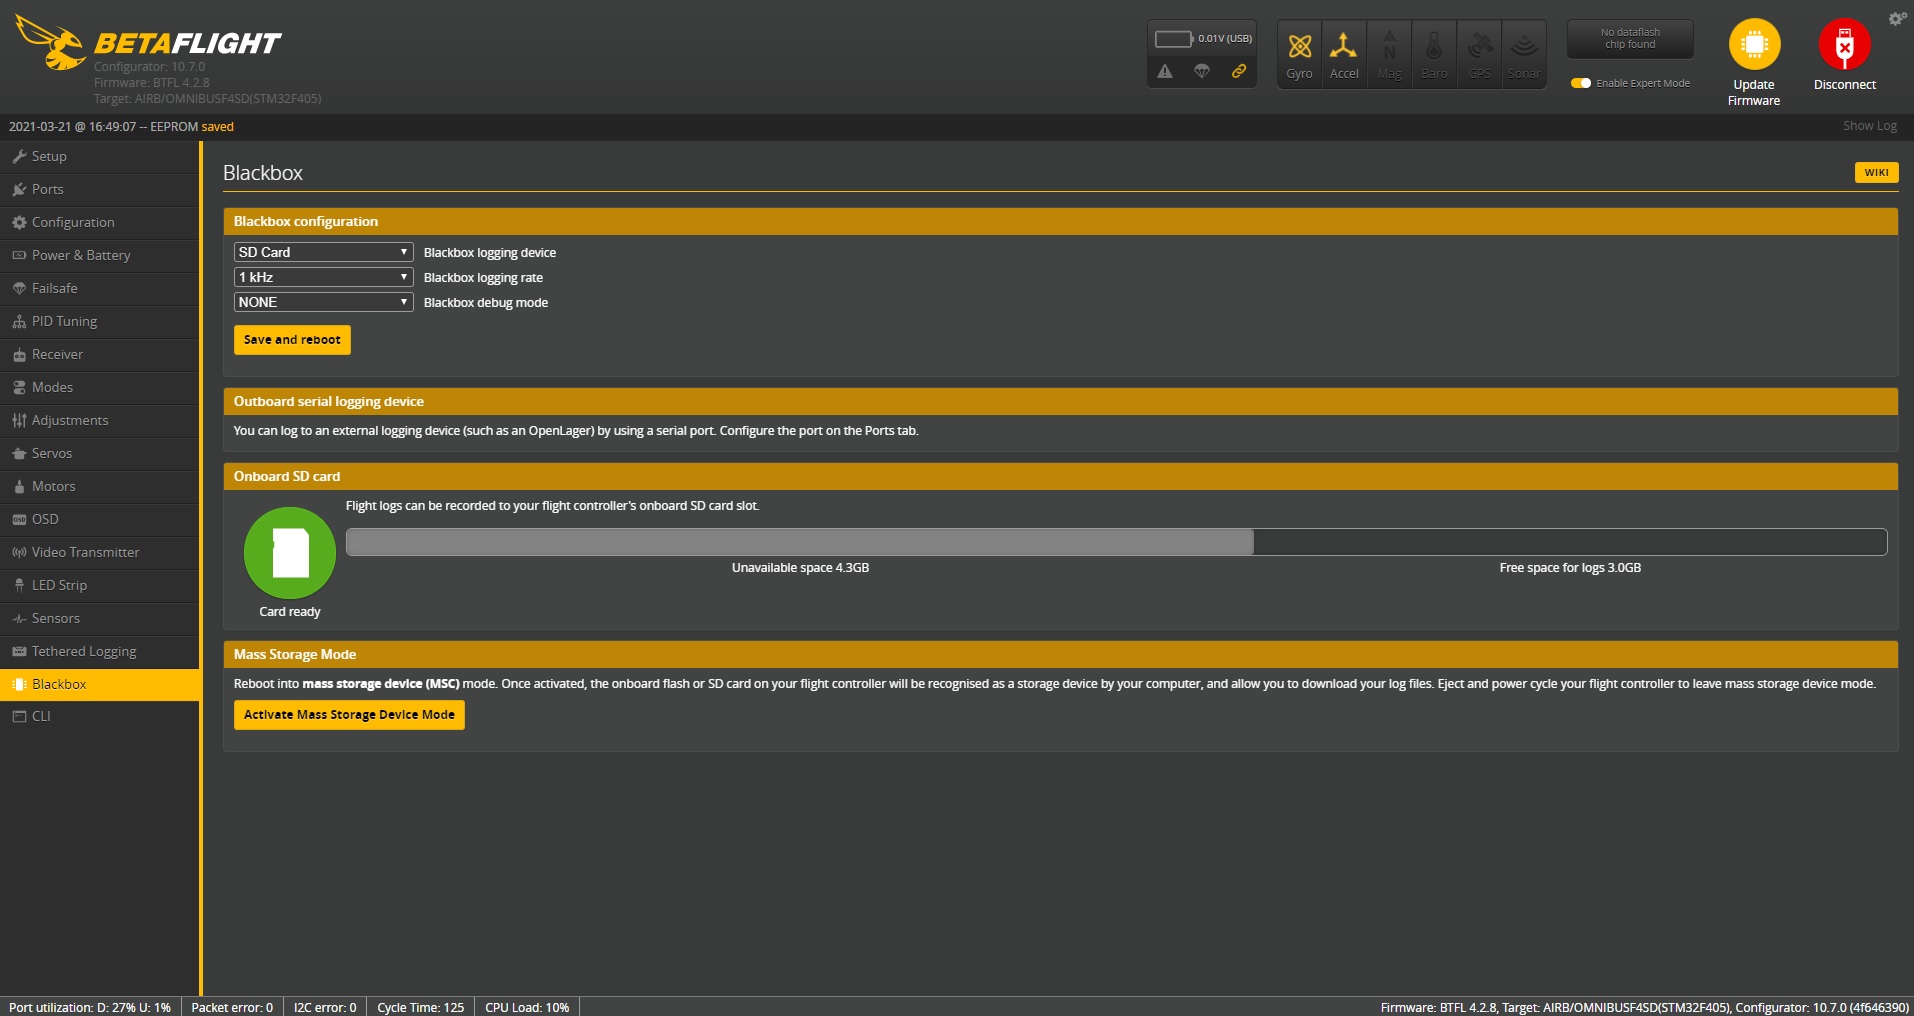 BETAFLIGHT
Configurator: 10.7.0
Firmware: BTFL 4.2.8
Target: AIRB/OMNIBUSF4SD(STM32F405)
0.01V (USB)
Gyro
Accel
Mag
Baro
GPS
Sonar
No dataflash
chip found
Enable Expert Mode
Update
Firmware
Disconnect
2021-03-21 @ 16:49:07 -- EEPROM saved
Show Log
Setup
Ports
Configuration
Power & Battery
Failsafe
PID Tuning
Receiver
Modes
Adjustments
Servos
Motors
OSD
Video Transmitter
LED Strip
Sensors
Tethered Logging
Blackbox
CLI
Blackbox
WIKI
Blackbox configuration
SD Card Blackbox logging device
1 kHz Blackbox logging rate
NONE Blackbox debug mode
Save and reboot
Outboard serial logging device
You can log to an external logging device (such as an OpenLager) by using a serial port. Configure the port on the Ports tab.
Onboard SD card
Flight logs can be recorded to your flight controller's onboard SD card slot.
Unavailable space 4.3GB
Free space for logs 3.0GB
Card ready
Mass Storage Mode
Reboot into mass storage device (MSC) mode. Once activated, the onboard flash or SD card on your flight controller will be recognised as a storage device by your computer, and allow you to download your log files. Eject and power cycle your flight controller to leave mass storage device mode.
Activate Mass Storage Device Mode
Port utilization: D: 27% U: 1%
Packet error: 0
I2C error: 0
Cycle Time: 125
CPU Load: 10%
Firmware: BTFL 4.2.8, Target: AIRB/OMNIBUSF4SD(STM32F405), Configurator: 10.7.0 (4f646390)